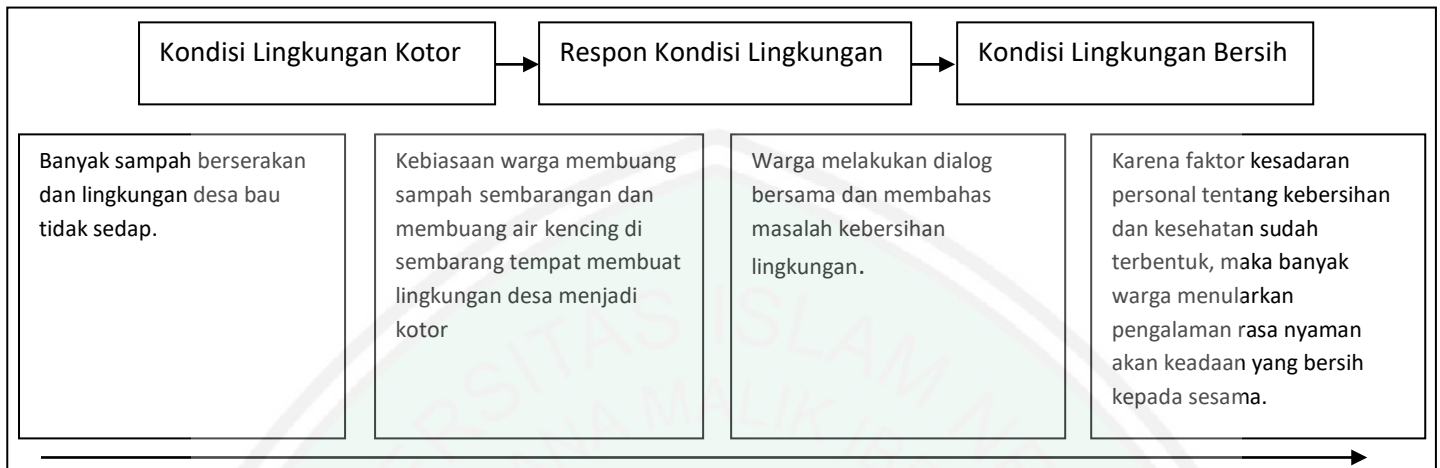 Kondisi Lingkungan Kotor
Respon Kondisi Lingkungan
Kondisi Lingkungan Bersih
Banyak sampah berserakan
dan lingkungan desa bau
tidak sedap.
Kebiasaan warga membuang
sampah sembarangan dan
membuang air kencing di
sembarang tempat membuat
lingkungan desa menjadi
kotor
Warga melakukan dialog
bersama dan membahas
masalah kebersihan
lingkungan.
Karena faktor kesadaran
personal tentang kebersihan
dan kesehatan sudah
terbentuk, maka banyak
warga menularkan
pengalaman rasa nyaman
akan keadaan yang bersih
kepada sesama.